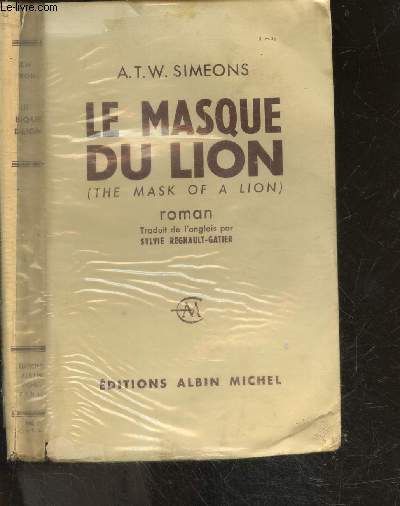 © Le-livre.com
A.T.W. SIMEONS
LE MASQUE
DU LION
(THE MASK OF A LION)
roman
Traduit de l'anglais par
SYLVIE REGNAULT-GATIER
ÉDITIONS ALBIN MICHEL